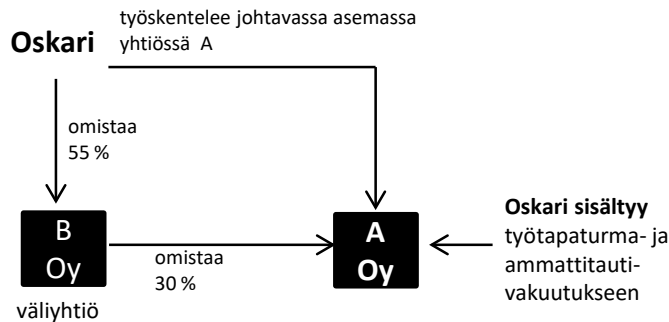 työskentelee johtavassa asemassa
yhtiössä A
Oskari
omistaa
55 %
B
Oy
väliyhtiö
omistaa
30 %
A
Oy
Oskari sisältyy
työtapaturma- ja
ammattitauti-
vakuutukseen